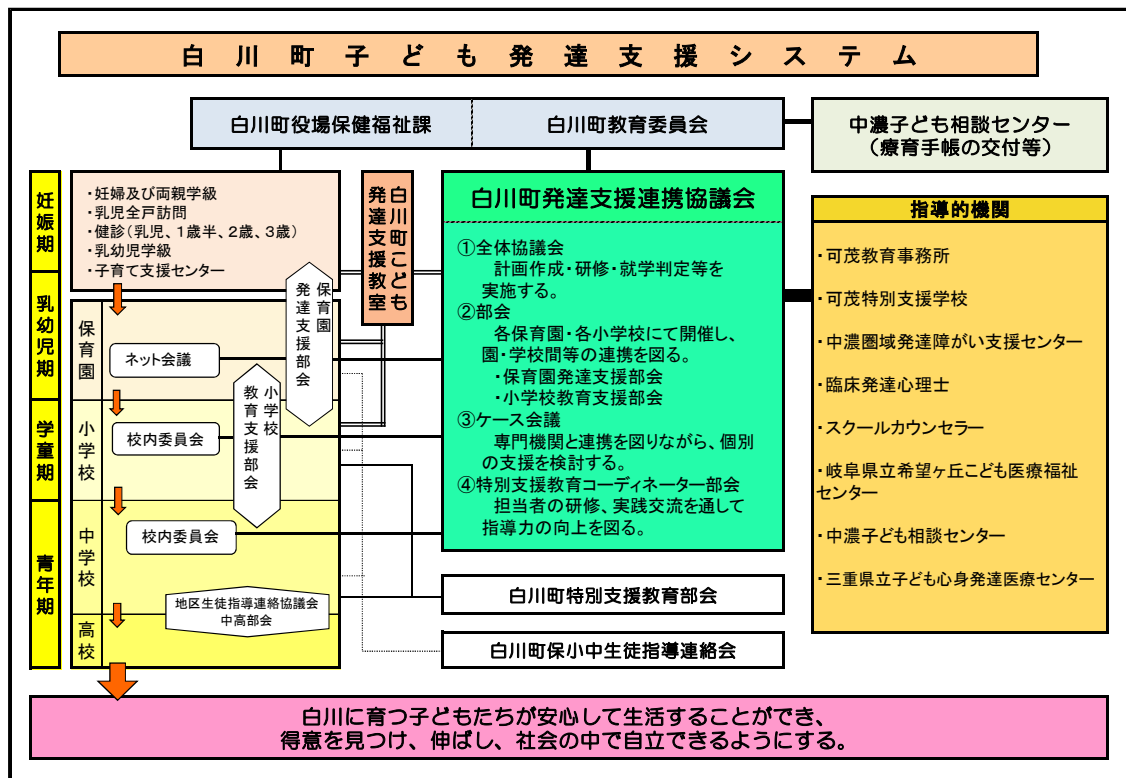 白川町子ども発達支援システム
白川町役場保健福祉課
白川町教育委員会
中濃子ども相談センター
（療育手帳の交付等）
妊娠期
乳幼児期
学童期
青年期
・妊婦及び両親学級
・乳児全戸訪問
・健診（乳児、1歳半、2歳、3歳）
・乳幼児学級
・子育て支援センター
白川町こども
発達支援教室
保育園
小学校
中学校
高校
保育園
発達支援部会
ネット会議
小学校
教育支援部会
校内委員会
校内委員会
地区生徒指導連絡協議会
中高部会
白川町発達支援連携協議会
①全体協議会
計画作成・研修・就学判定等を
実施する。
②部会
各保育園・各小学校にて開催し、
園・学校間等の連携を図る。
・保育園発達支援部会
・小学校教育支援部会
③ケース会議
専門機関と連携を図りながら、個別
の支援を検討する。
④特別支援教育コーディネーター部会
担当者の研修、実践交流を通して
指導力の向上を図る。
白川町特別支援教育部会
白川町保小中生徒指導連絡会
指導的機関
・可茂教育事務所
・可茂特別支援学校
・中濃圏域発達障がい支援センター
・臨床発達心理士
・スクールカウンセラー
・岐阜県立希望ヶ丘こども医療福祉
センター
・中濃子ども相談センター
・三重県立子ども心身発達医療センター
白川に育つ子どもたちが安心して生活することができ、
得意を見つけ、伸ばし、社会の中で自立できるようにする。